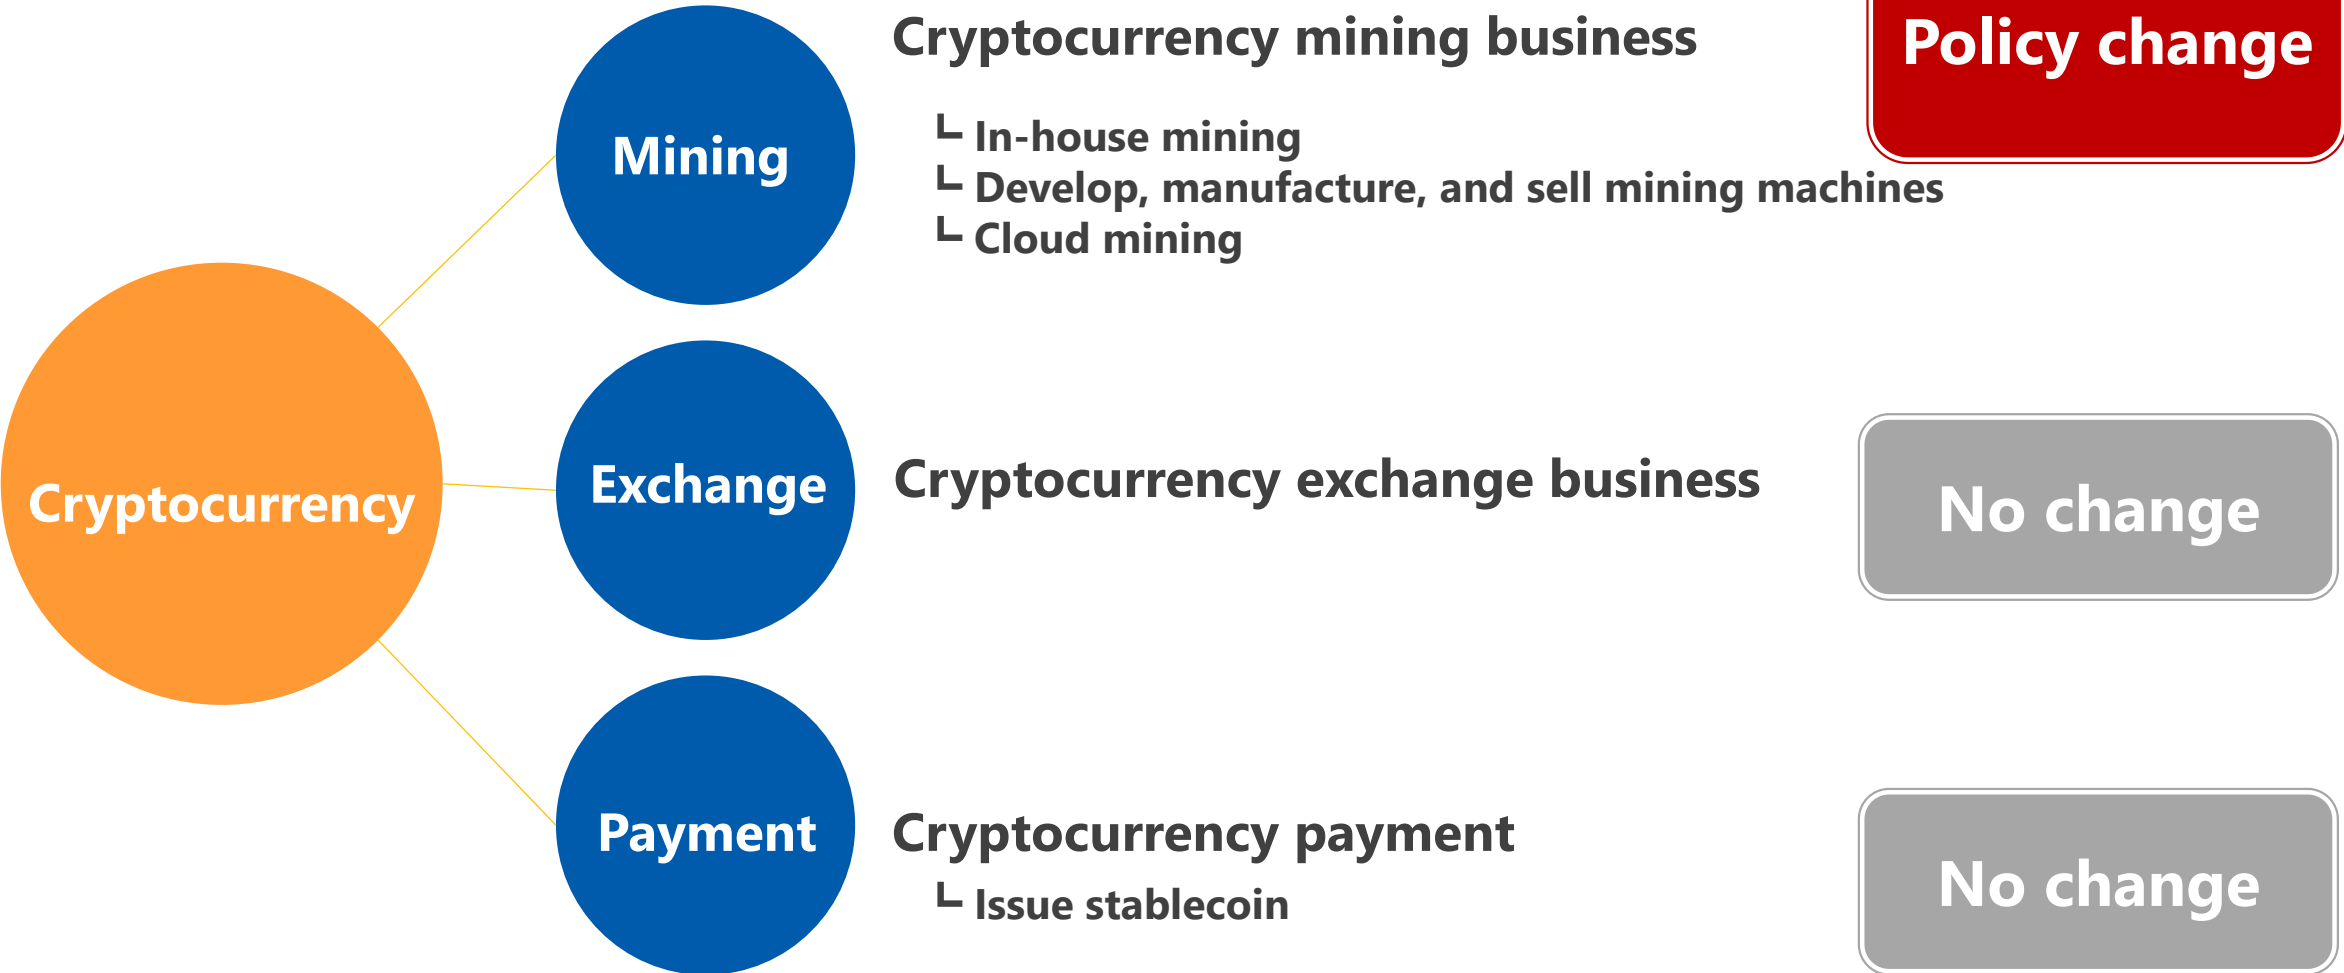 Cryptocurrency
Mining
Cryptocurrency mining business
Policy change
┗ In-house mining
┗ Develop, manufacture, and sell mining machines
┗ Cloud mining
Exchange
Cryptocurrency exchange business
No change
Payment
Cryptocurrency payment
┗ Issue stablecoin
No change